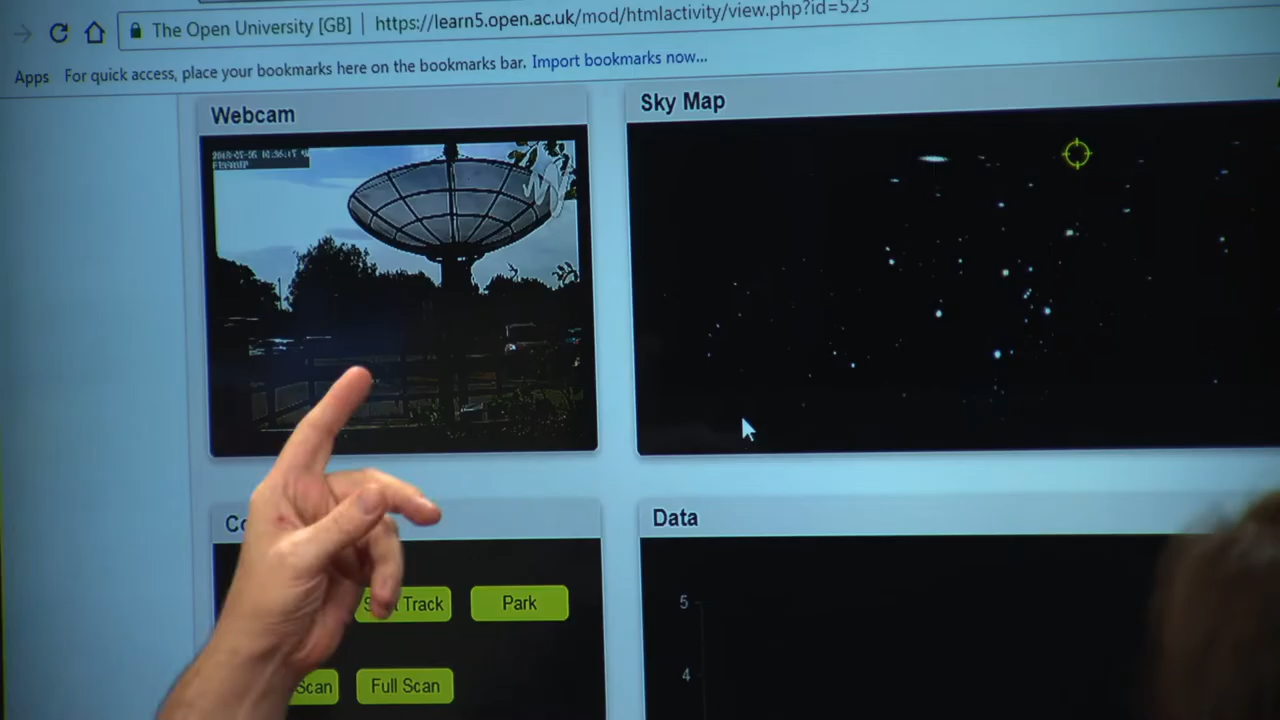 The Open University [GB] | https://learn5.open.ac.uk/mod/htmlactivity/view.php?id=523
Apps For quick access, place your bookmarks here on the bookmarks bar. Import bookmarks now...
Webcam
Sky Map
Data
Track
Park
5
4
Scan
Full Scan